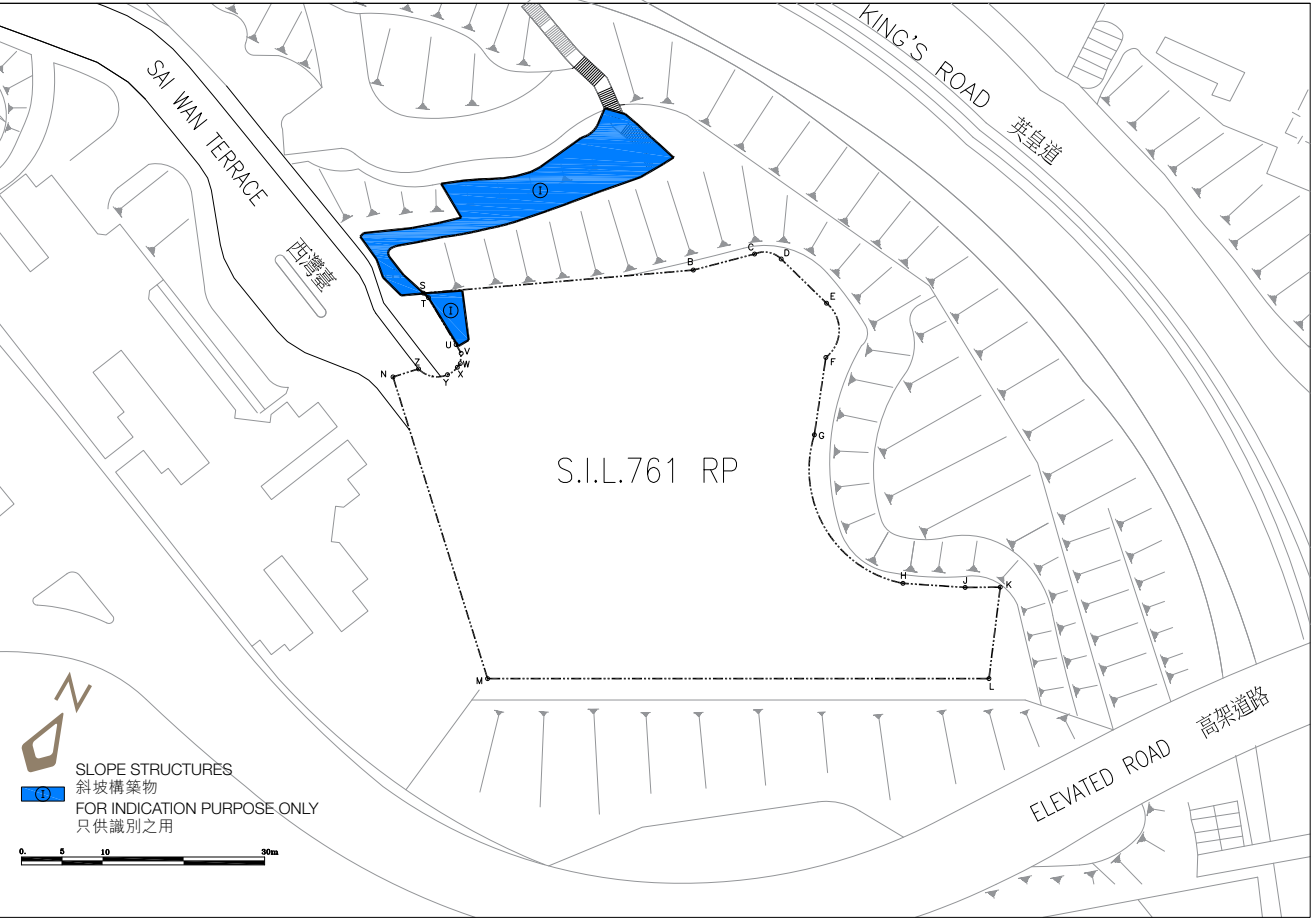 KING'S ROAD 英皇道
SAI WAN TERRACE
西灣臺
I
I
S
T
U
V
W
X
Y
Z
N
B
C
D
E
F
G
H
J
K
L
M
S.I.L.761 RP
N
SLOPE STRUCTURES
斜坡構築物
I
FOR INDICATION PURPOSE ONLY
只供識別之用
0. 5 10 30m
ELEVATED ROAD 高架道路